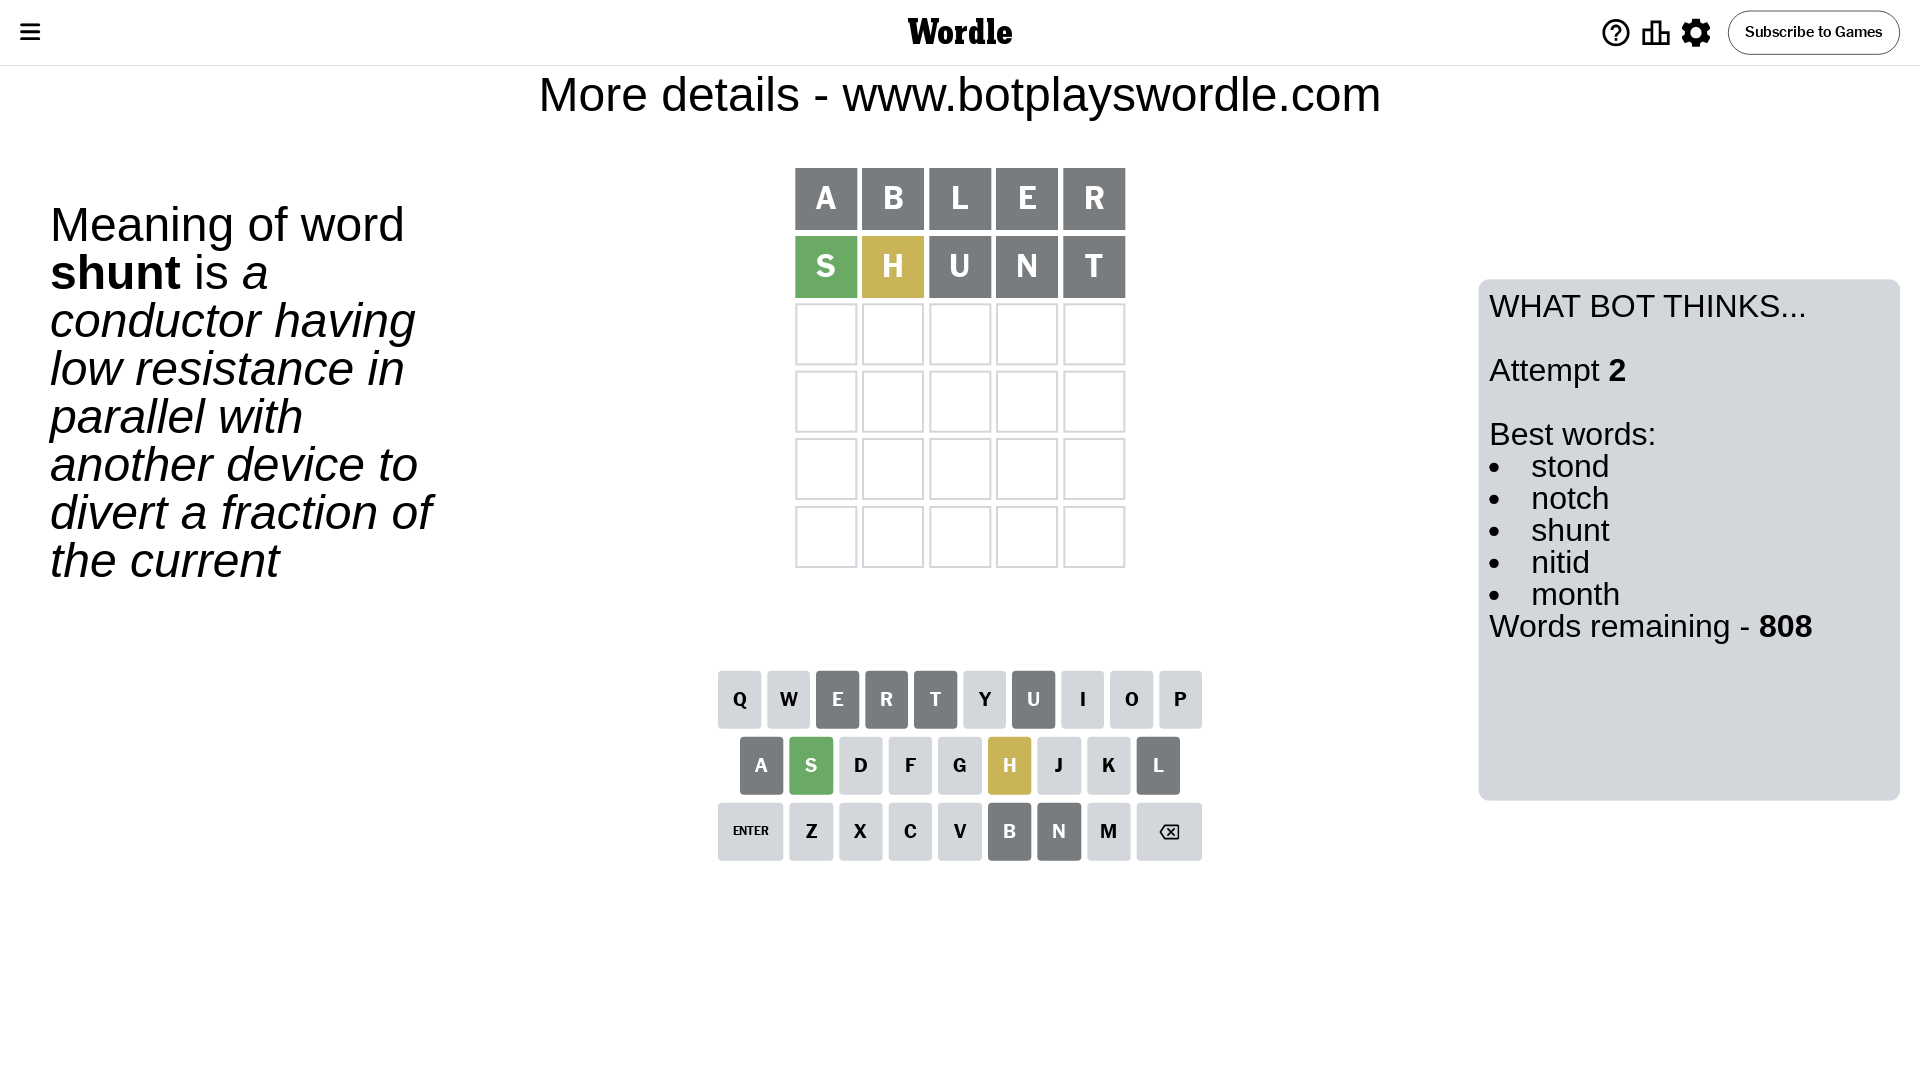 Wordle
Subscribe to Games
More details - www.botplayswordle.com
Meaning of word
shunt is a
conductor having
low resistance in
parallel with
another device to
divert a fraction of
the current
A B L E R
S H U N T
WHAT BOT THINKS...
Attempt 2
Best words:
• stond
• notch
• shunt
• nitid
• month
Words remaining - 808
Q W E R T Y U I O P
A S D F G H J K L
ENTER Z X C V B N M